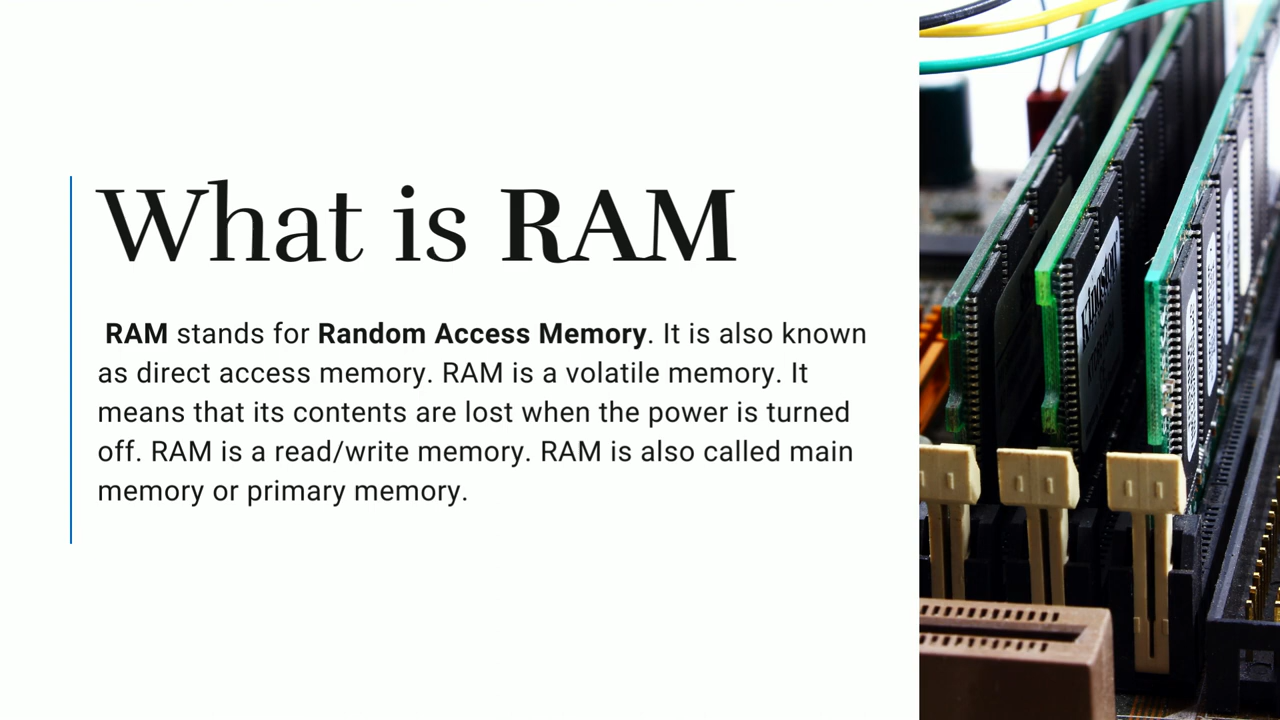 What is RAM
RAM stands for Random Access Memory. It is also known
as direct access memory. RAM is a volatile memory. It
means that its contents are lost when the power is turned
off. RAM is a read/write memory. RAM is also called main
memory or primary memory.